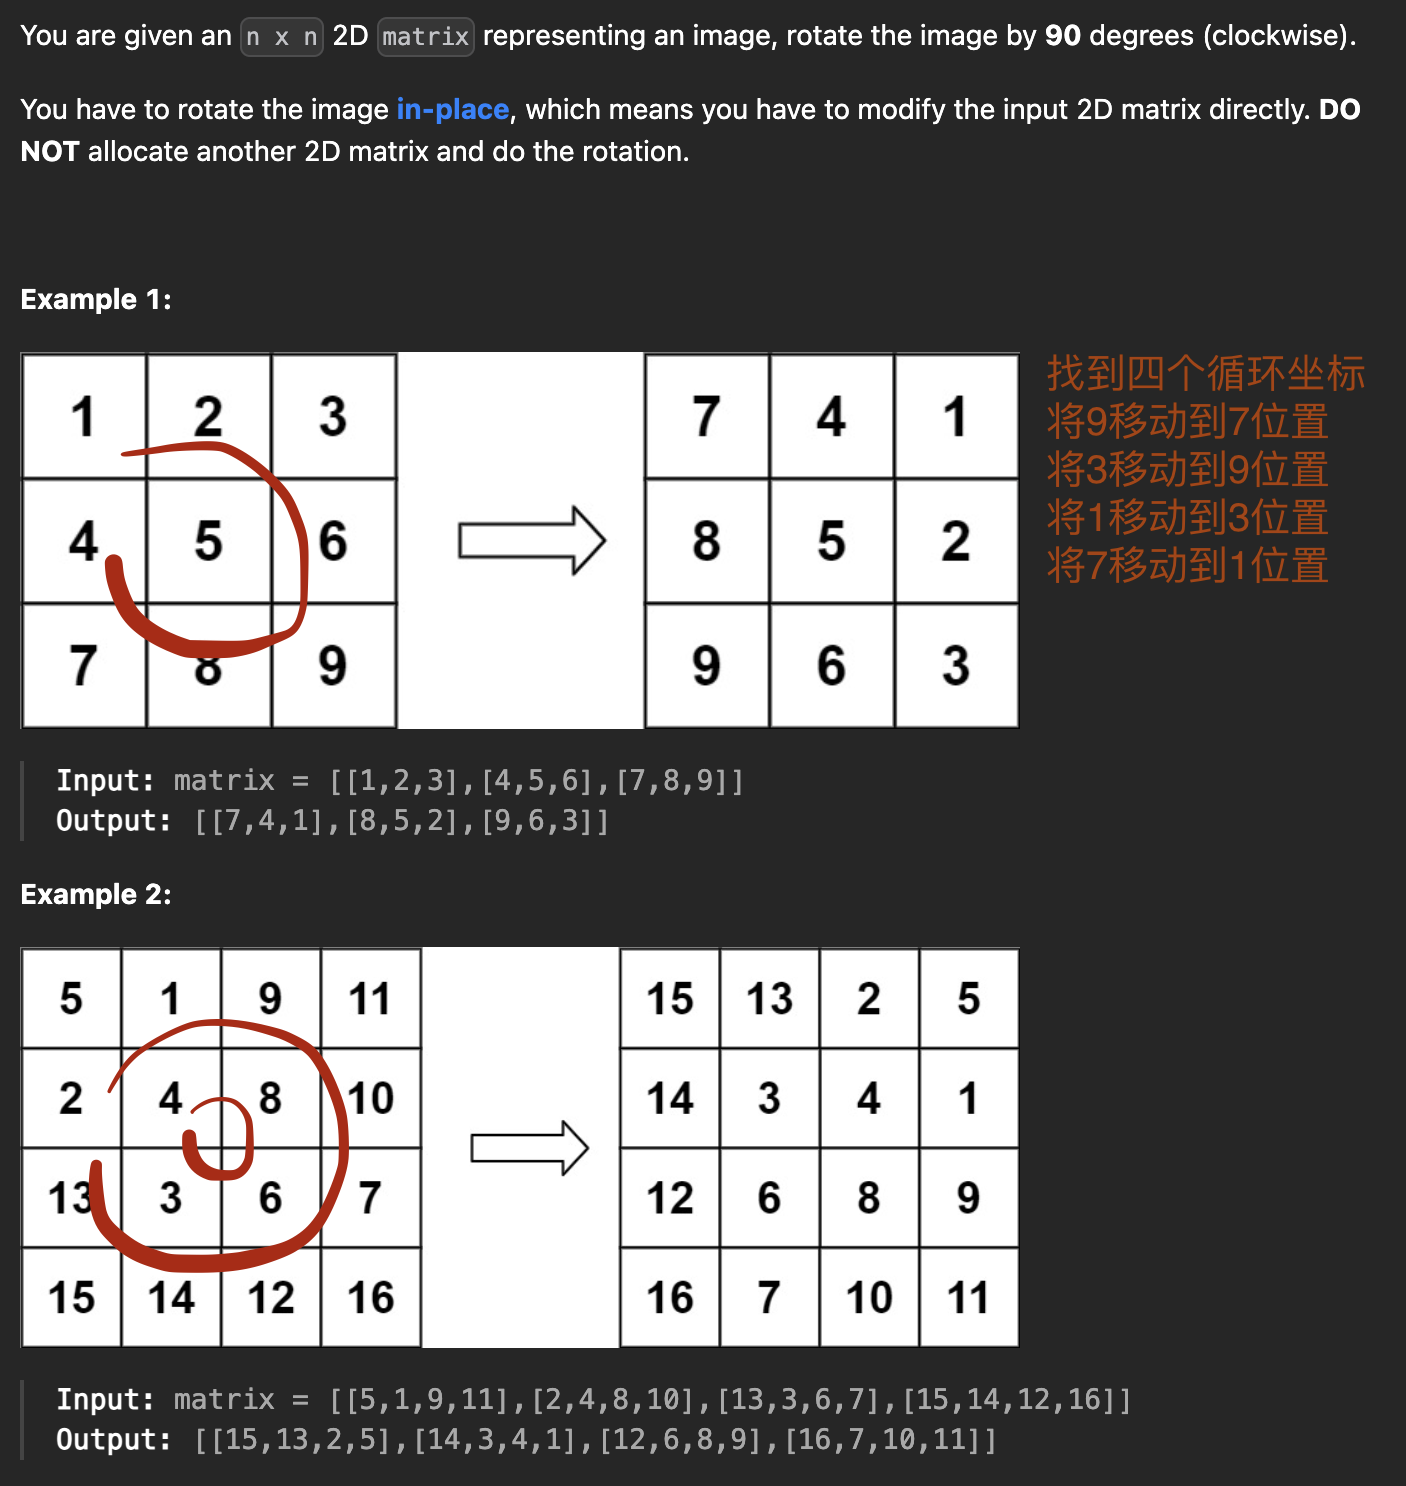 You are given an n x n 2D matrix representing an image, rotate the image by 90 degrees (clockwise).
You have to rotate the image in-place, which means you have to modify the input 2D matrix directly. DO
NOT allocate another 2D matrix and do the rotation.
Example 1:
1 2 3 7 4 1
4 5 6 8 5 2
7 8 9 9 6 3
找到四个循环坐标
将9移动到7位置
将3移动到9位置
将1移动到3位置
将7移动到1位置
Input: matrix = [[1,2,3],[4,5,6],[7,8,9]]
Output: [[7,4,1],[8,5,2],[9,6,3]]
Example 2:
5 1 9 11 15 13 2 5
2 4 8 10 14 3 4 1
13 3 6 7 12 6 8 9
15 14 12 16 16 7 10 11
Input: matrix = [[5,1,9,11],[2,4,8,10],[13,3,6,7],[15,14,12,16]]
Output: [[15,13,2,5],[14,3,4,1],[12,6,8,9],[16,7,10,11]]